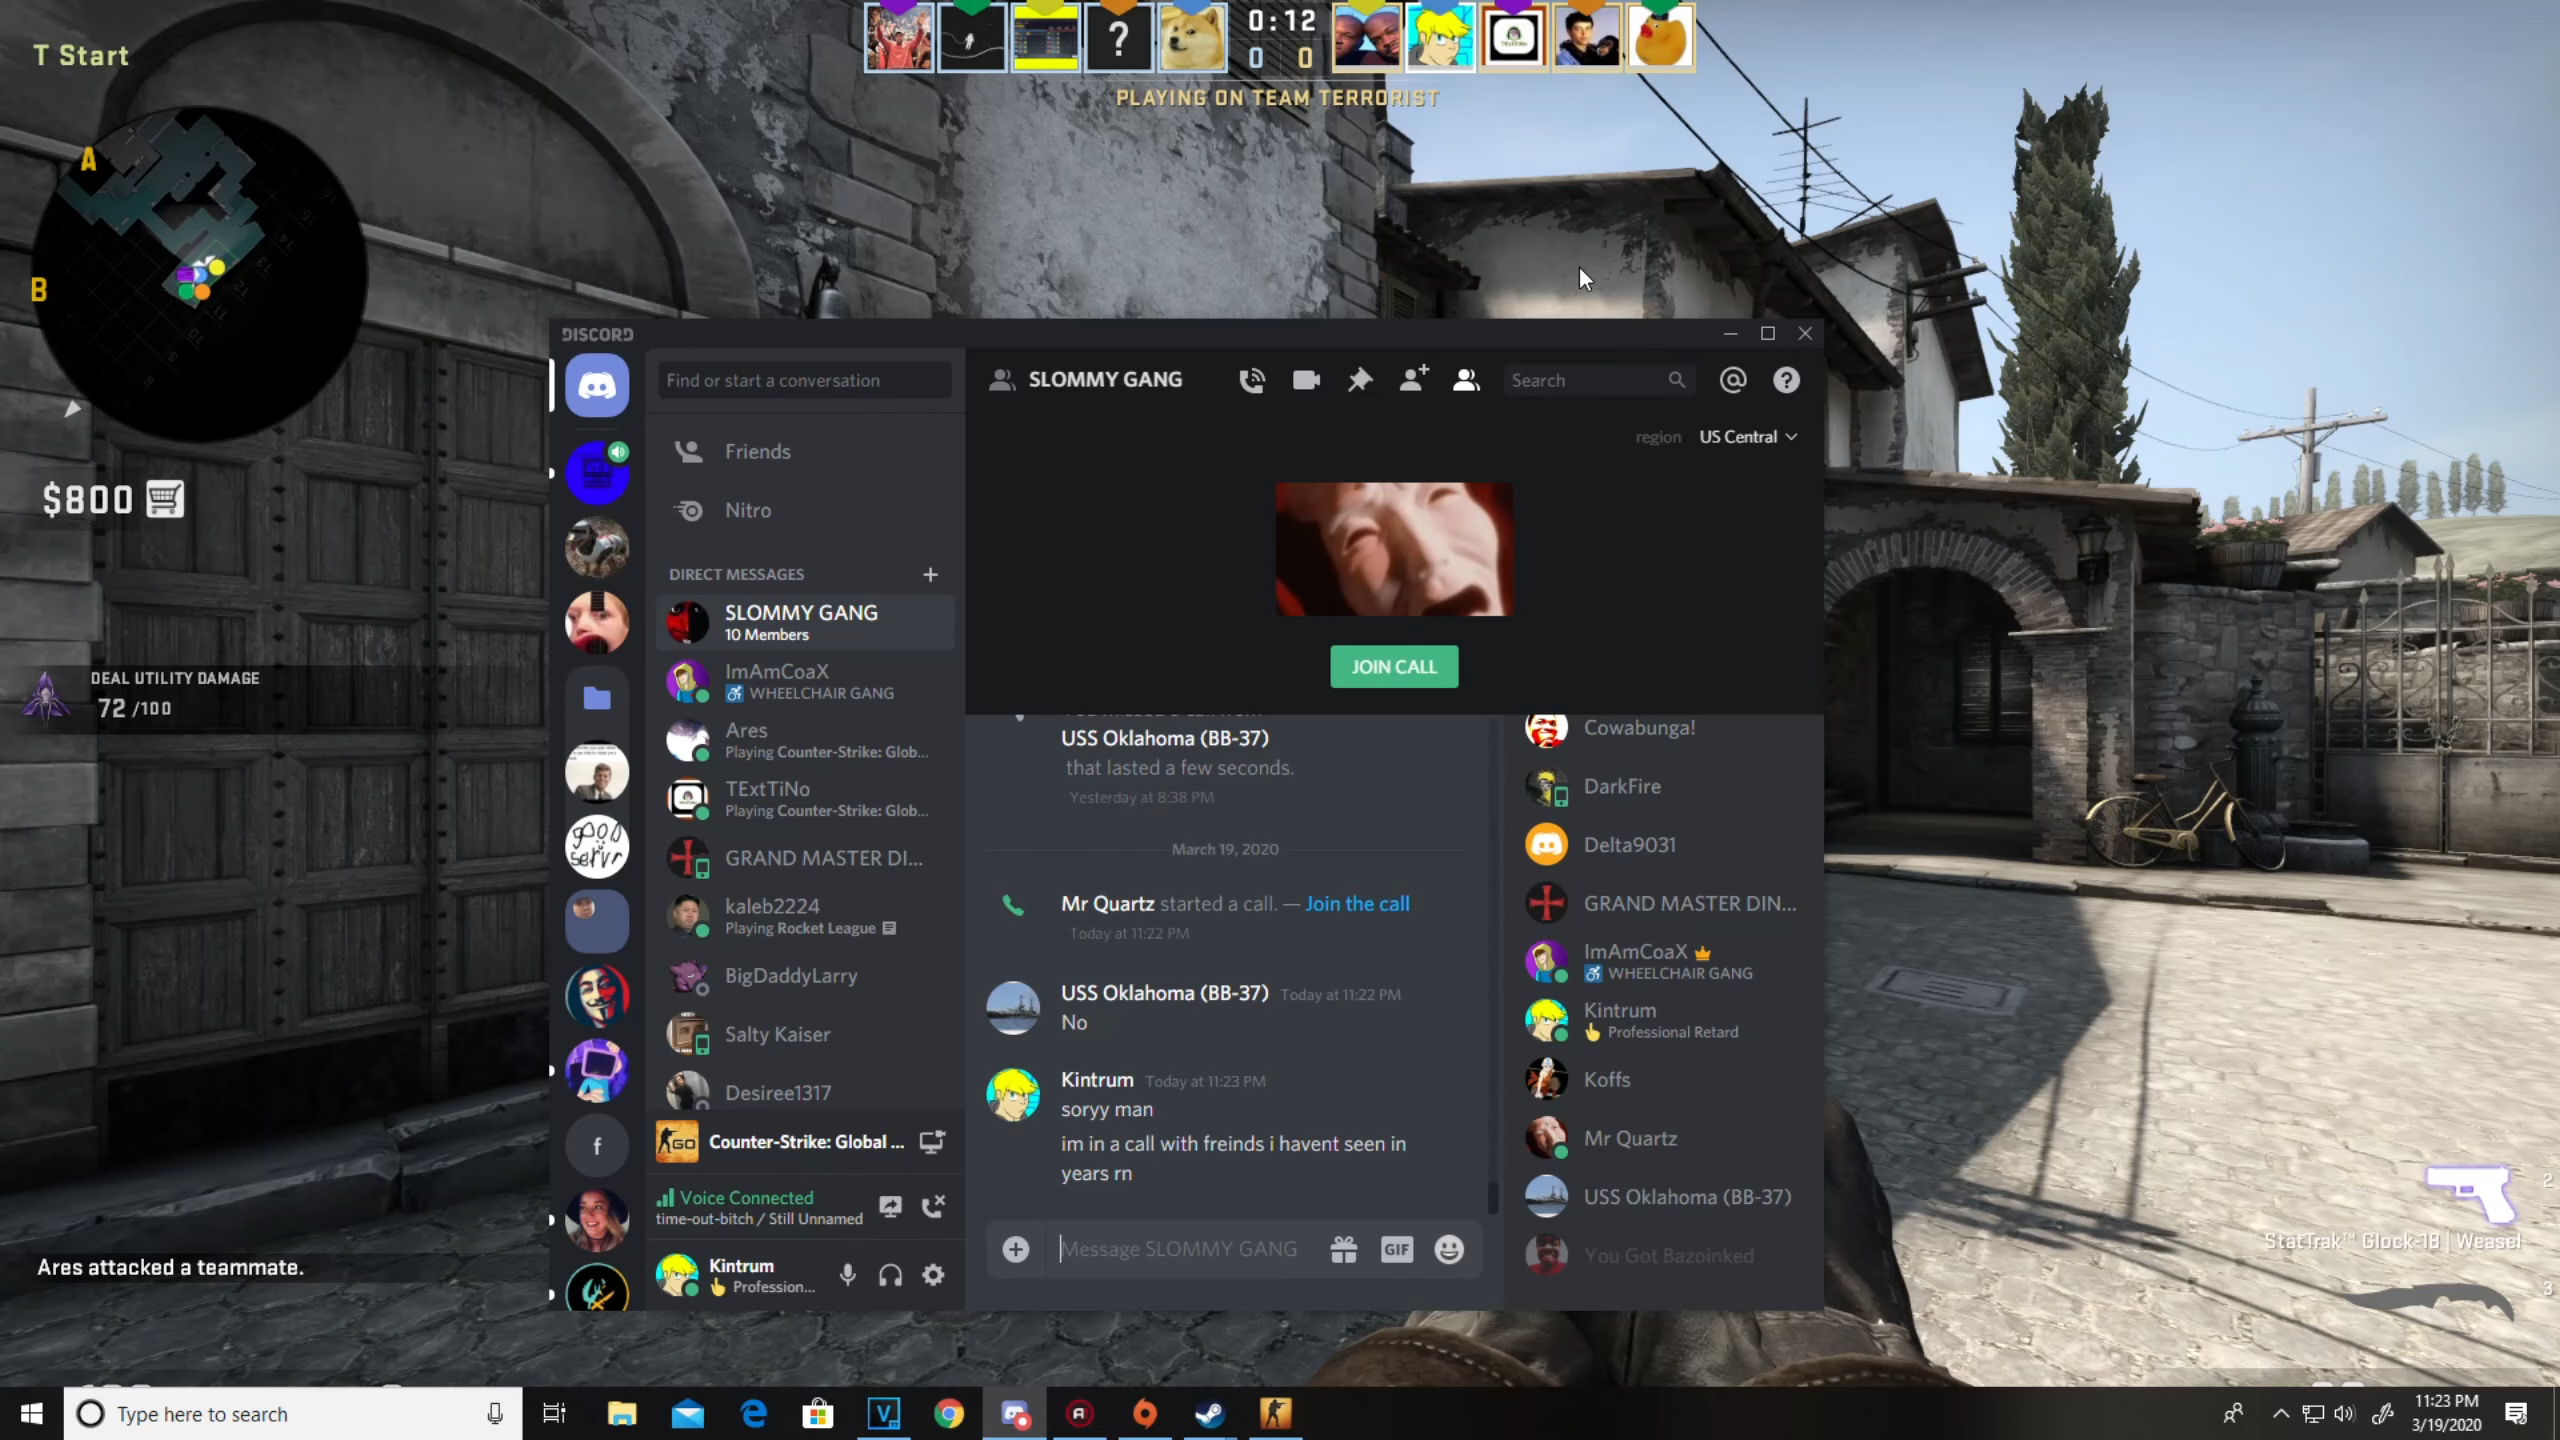 T Start
0:12
0 0
?
PLAYING ON TEAM TERRORIST
A
B
$800
DEAL UTILITY DAMAGE
72 /100
Ares attacked a teammate.
DISCORD
Find or start a conversation
Friends
Nitro
DIRECT MESSAGES
SLOMMY GANG
10 Members
ImAmCoaX
WHEELCHAIR GANG
Ares
Playing Counter-Strike: Glob...
TExtTiNo
Playing Counter-Strike: Glob...
GRAND MASTER DI...
kaleb2224
Playing Rocket League
BigDaddyLarry
Salty Kaiser
Desiree1317
GO
Counter-Strike: Global ...
Voice Connected
time-out-bitch / Still Unnamed
Kintrum
Profession...
good
servr
f
SLOMMY GANG
Search
region US Central
JOIN CALL
USS Oklahoma (BB-37)
that lasted a few seconds.
Yesterday at 8:38 PM
March 19, 2020
Mr Quartz started a call. — Join the call
Today at 11:22 PM
USS Oklahoma (BB-37) Today at 11:22 PM
No
Kintrum Today at 11:23 PM
soryy man
im in a call with freinds i havent seen in
years rn
Message SLOMMY GANG
GIF
Cowabunga!
DarkFire
Delta9031
GRAND MASTER DIN...
ImAmCoaX
WHEELCHAIR GANG
Kintrum
Professional Retard
Koffs
Mr Quartz
USS Oklahoma (BB-37)
You Got Bazoinked
2
StatTrak™ Glock-18 | Weasel
3
Type here to search
11:23 PM
3/19/2020